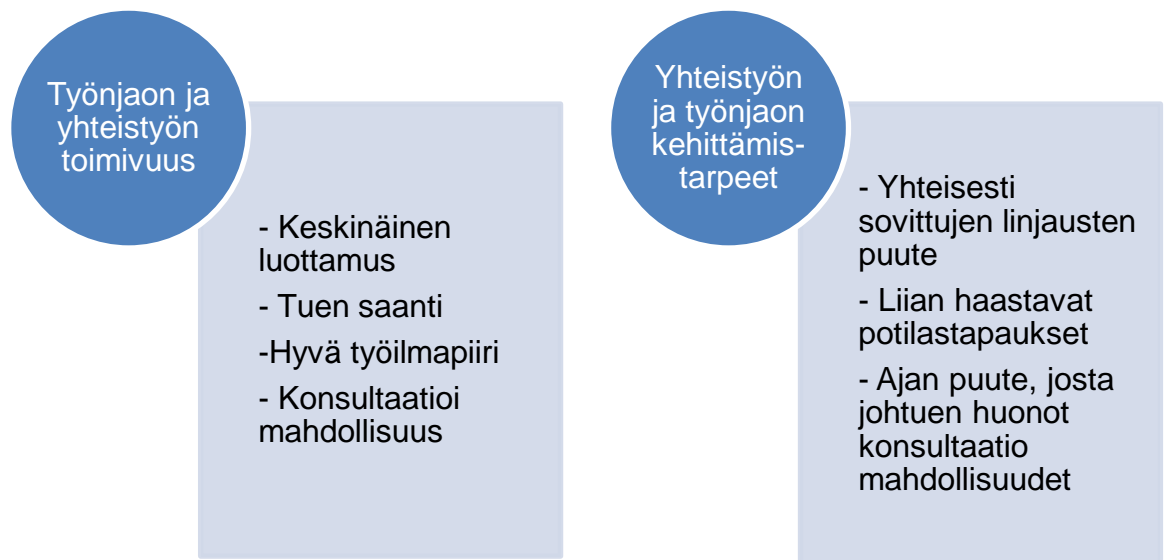 Työnjaon ja
yhteistyön
toimivuus
- Keskinäinen
luottamus
- Tuen saanti
-Hyvä työilmapiiri
- Konsultaatioi
mahdollisuus
Yhteistyön
ja työnjaon
kehittämis-
tarpeet
- Yhteisesti
sovittujen linjausten
puute
- Liian haastavat
potilastapaukset
- Ajan puute, josta
johtuen huonot
konsultaatio
mahdollisuudet